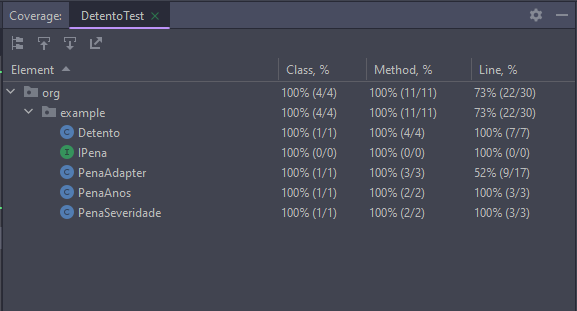 Coverage: DetentoTest
Element Class, % Method, % Line, %
org 100% (4/4) 100% (11/11) 73% (22/30)
example 100% (4/4) 100% (11/11) 73% (22/30)
C Detento 100% (1/1) 100% (4/4) 100% (7/7)
I IPena 100% (0/0) 100% (0/0) 100% (0/0)
C PenaAdapter 100% (1/1) 100% (3/3) 52% (9/17)
C PenaAnos 100% (1/1) 100% (2/2) 100% (3/3)
C PenaSeveridade 100% (1/1) 100% (2/2) 100% (3/3)